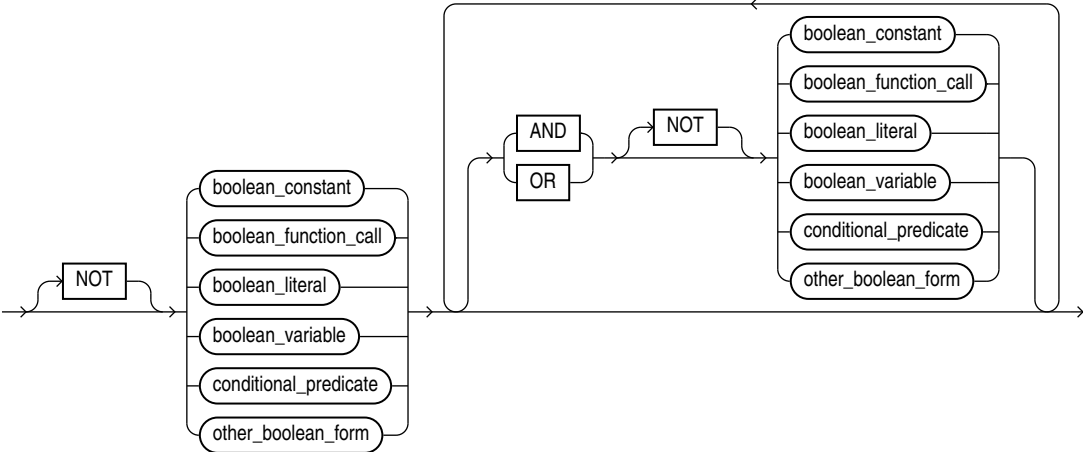 NOT
boolean_constant
boolean_function_call
boolean_literal
boolean_variable
conditional_predicate
other_boolean_form
AND
OR
NOT
boolean_constant
boolean_function_call
boolean_literal
boolean_variable
conditional_predicate
other_boolean_form